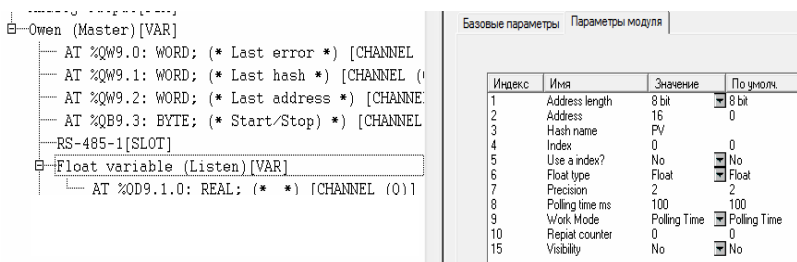 Owen (Master)[VAR]
AT %QW9.0: WORD; (* Last error *) [CHANNEL
AT %QW9.1: WORD; (* Last hash *) [CHANNEL (
AT %QW9.2: WORD; (* Last address *) [CHANNE
AT %QB9.3: BYTE; (* Start/Stop) *) [CHANNEL
RS-485-1[SLOT]
Float variable (Listen)[VAR]
AT %QD9.1.0: REAL; (* *) [CHANNEL (0)]
Базовые параметры Параметры модуля
Индекс Имя Значение По умолч.
1 Address length 8 bit 8 bit
2 Address 16 0
3 Hash name PV
4 Index 0 0
5 Use a index? No No
6 Float type Float Float
7 Precision 2 2
8 Polling time ms 100 100
9 Work Mode Polling Time Polling Time
10 Repiat counter 0 0
15 Visibility No No